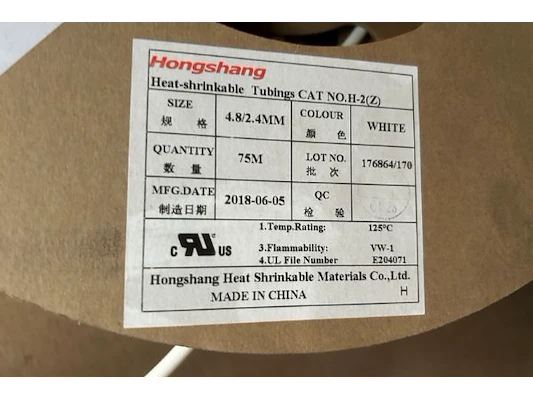 Hongshang
Heat-shrinkable Tubings CAT NO.H-2(Z)
SIZE
规 格
4.8/2.4MM
COLOUR
颜 色
WHITE
QUANTITY
数 量
75M
LOT NO.
批 次
176864/170
MFG.DATE
制造日期
2018-06-05
QC
检 验
c RU US
1.Temp.Rating: 125°C
3.Flammability: VW-1
4.UL File Number E204071
Hongshang Heat Shrinkable Materials Co.,Ltd.
MADE IN CHINA H